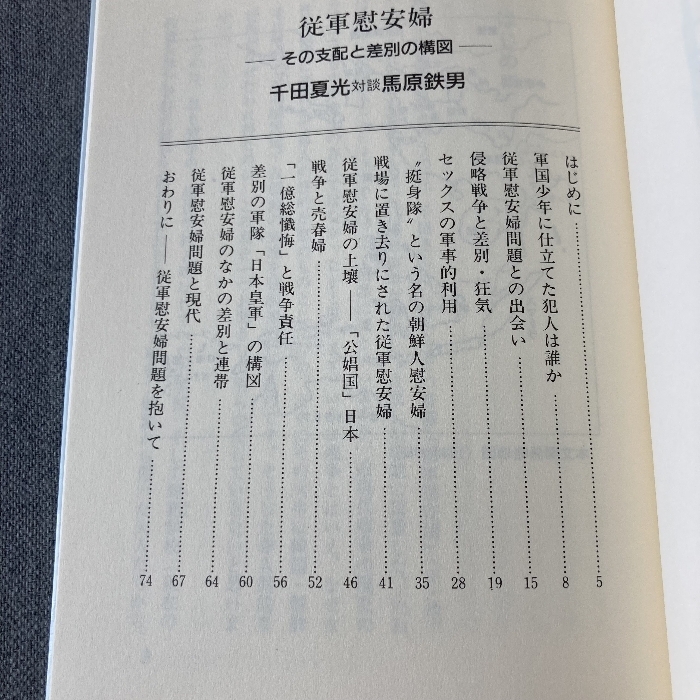 従軍慰安婦
── その支配と差別の構図 ──
千田夏光対談馬原鉄男
はじめに……………………5
軍国少年に仕立てた犯人は誰か……………………8
従軍慰安婦問題との出会い……………………15
侵略戦争と差別・狂気……………………19
セックスの軍事的利用……………………28
〝挺身隊〟という名の朝鮮人慰安婦……………………35
戦場に置き去りにされた従軍慰安婦……………………41
従軍慰安婦の土壌──「公娼国」日本……………………46
戦争と売春婦……………………52
「一億総懺悔」と戦争責任……………………56
差別の軍隊「日本皇軍」の構図……………………60
従軍慰安婦のなかの差別と連帯……………………64
従軍慰安婦問題と現代……………………67
おわりに──従軍慰安婦問題を抱いて……………………74